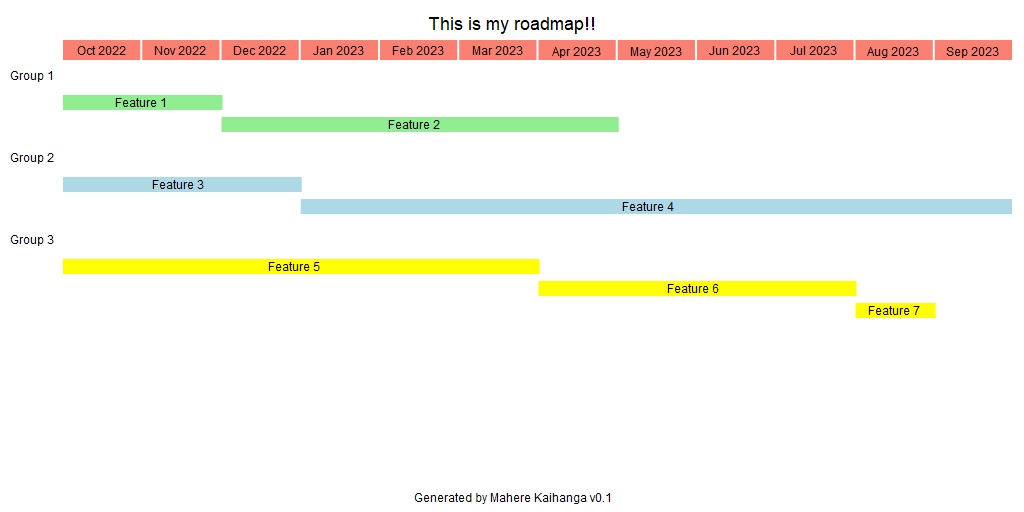 This is my roadmap!!
Oct 2022 Nov 2022 Dec 2022 Jan 2023 Feb 2023 Mar 2023 Apr 2023 May 2023 Jun 2023 Jul 2023 Aug 2023 Sep 2023
Group 1
Feature 1
Feature 2
Group 2
Feature 3
Feature 4
Group 3
Feature 5
Feature 6
Feature 7
Generated by Mahere Kaihanga v0.1